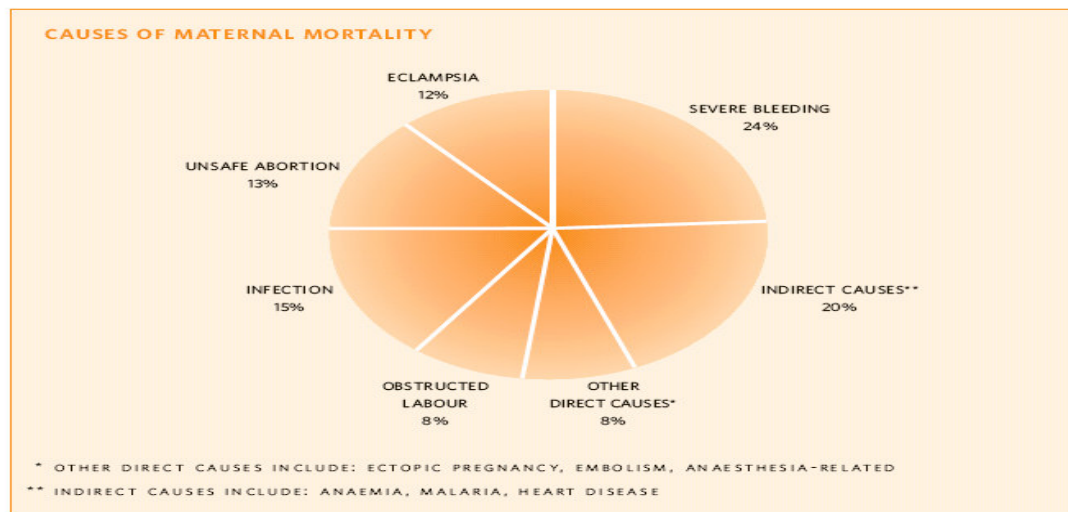 CAUSES OF MATERNAL MORTALITY
ECLAMPSIA
12%
SEVERE BLEEDING
24%
UNSAFE ABORTION
13%
INFECTION
15%
INDIRECT CAUSES**
20%
OBSTRUCTED
LABOUR
8%
OTHER
DIRECT CAUSES*
8%
* OTHER DIRECT CAUSES INCLUDE: ECTOPIC PREGNANCY, EMBOLISM, ANAESTHESIA-RELATED
** INDIRECT CAUSES INCLUDE: ANAEMIA, MALARIA, HEART DISEASE